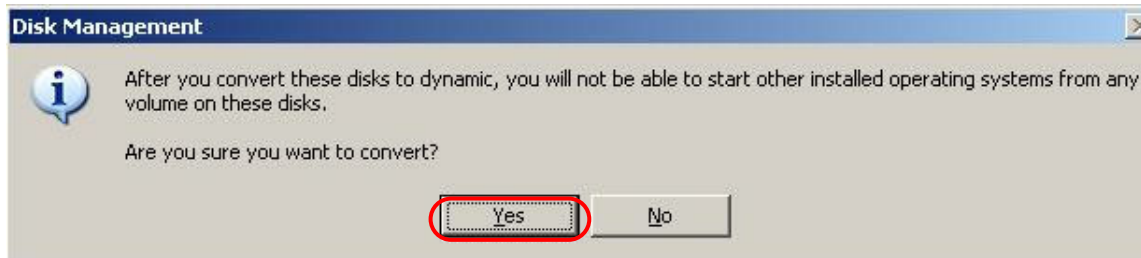 Disk Management
After you convert these disks to dynamic, you will not be able to start other installed operating systems from any
volume on these disks.
Are you sure you want to convert?
Yes No